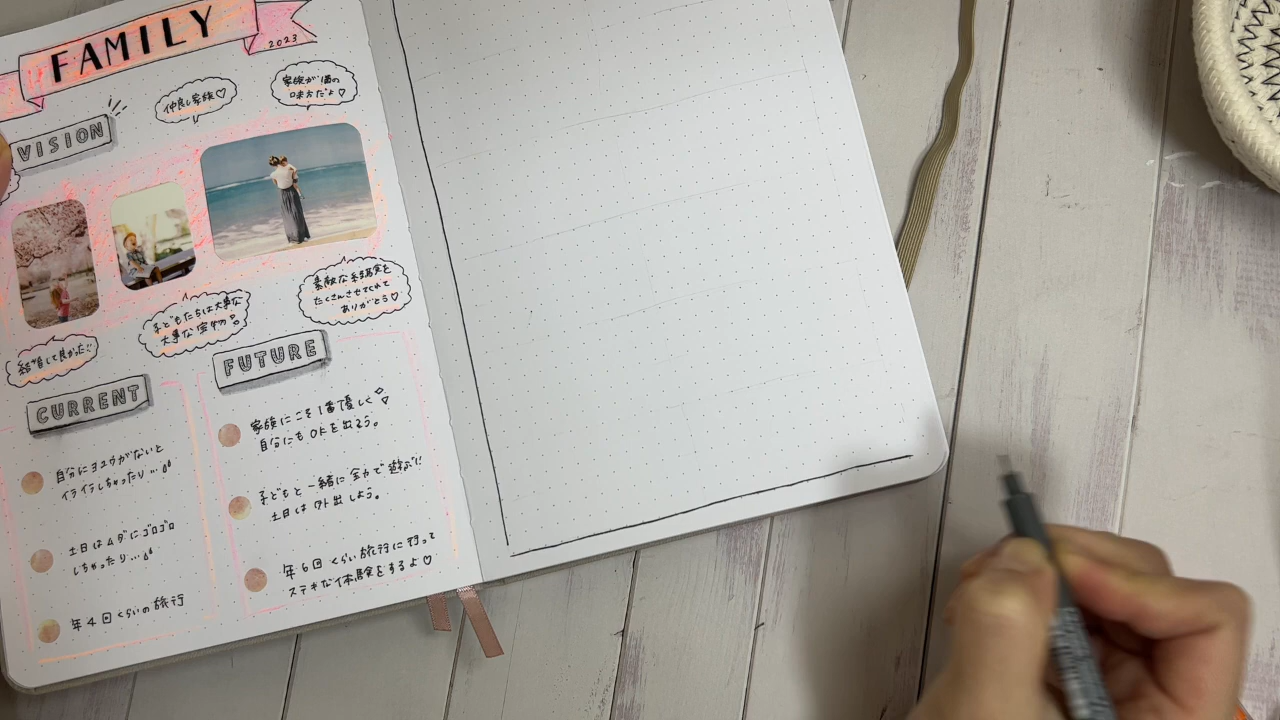 FAMILY
2023
VISION
仲良し家族♡
家族が1番の
味方だよ♡
結婚して良かった!!
子どもたちは大事な
大事な宝物
素敵な経験を
たくさんさせてくれて
ありがとう♡
CURRENT
自分にヨユウがないと
イライラしちゃったり…
土日はムダにゴロゴロ
しちゃったり…
年4回くらいの旅行
FUTURE
家族にこそ1番優しく
自分にもOKを出そう。
子どもと一緒に全力で遊ぶ!!
土日は外出しよう。
年6回くらい旅行に行って
ステキな体験をするよ♡